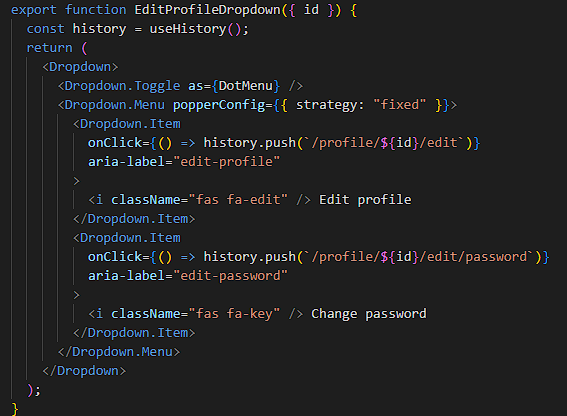 export function EditProfileDropdown({ id }) {
  const history = useHistory();
  return (
    <Dropdown>
      <Dropdown.Toggle as={DotMenu} />
      <Dropdown.Menu popperConfig={{ strategy: "fixed" }}>
        <Dropdown.Item
          onClick={() => history.push(`/profile/${id}/edit`)}
          aria-label="edit-profile"
        >
          <i className="fas fa-edit" /> Edit profile
        </Dropdown.Item>
        <Dropdown.Item
          onClick={() => history.push(`/profile/${id}/edit/password`)}
          aria-label="edit-password"
        >
          <i className="fas fa-key" /> Change password
        </Dropdown.Item>
      </Dropdown.Menu>
    </Dropdown>
  );
}